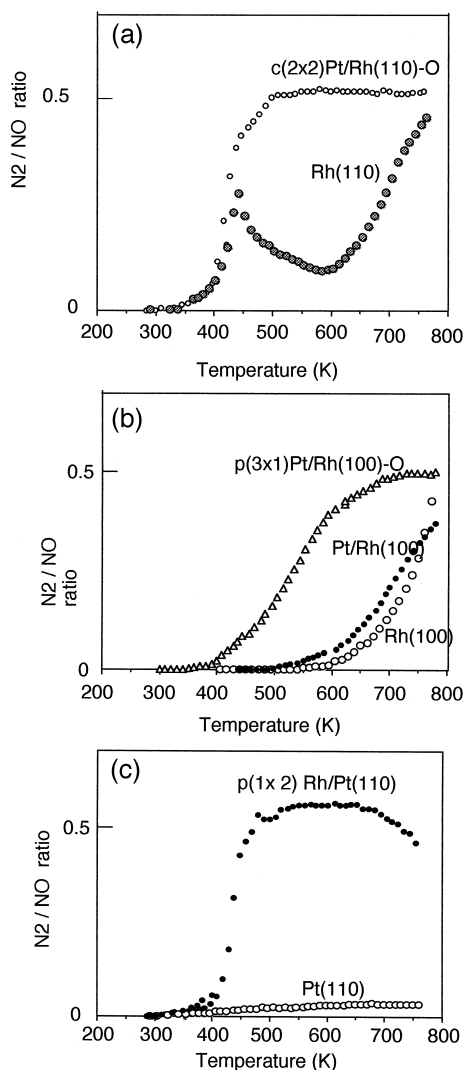 (a)
c(2x2)Pt/Rh(110)-O
0.5
N2 / NO ratio
Rh(110)
0
200 300 400 500 600 700 800
Temperature (K)
(b)
p(3x1)Pt/Rh(100)-O
0.5
N2 / NO
ratio
Pt/Rh(100)
Rh(100)
0
200 300 400 500 600 700 800
Temperature (K)
(c)
p(1x 2) Rh/Pt(110)
0.5
N2 / NO ratio
Pt(110)
0
200 300 400 500 600 700 800
Temperature (K)